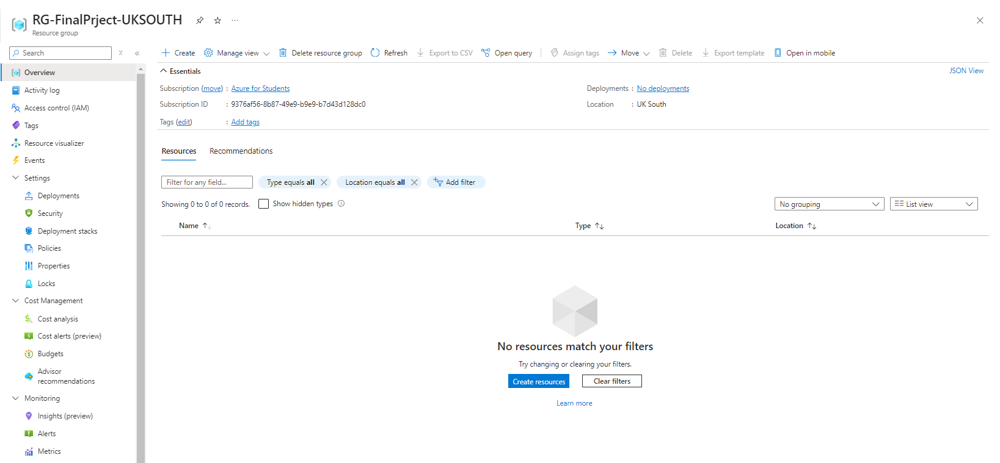 RG-FinalPrject-UKSOUTH
Resource group
Search
Overview
Activity log
Access control (IAM)
Tags
Resource visualizer
Events
Settings
Deployments
Security
Deployment stacks
Policies
Properties
Locks
Cost Management
Cost analysis
Cost alerts (preview)
Budgets
Advisor
recommendations
Monitoring
Insights (preview)
Alerts
Metrics
Create Manage view Delete resource group Refresh Export to CSV Open query Assign tags Move Delete Export template Open in mobile
Essentials JSON View
Subscription (move) : Azure for Students Deployments : No deployments
Subscription ID : 9376af56-8b87-49e9-b9e9-b7d43d128dc0 Location : UK South
Tags (edit) : Add tags
Resources Recommendations
Filter for any field... Type equals all Location equals all Add filter
Showing 0 to 0 of 0 records. Show hidden types No grouping List view
Name Type Location
No resources match your filters
Try changing or clearing your filters.
Create resources Clear filters
Learn more